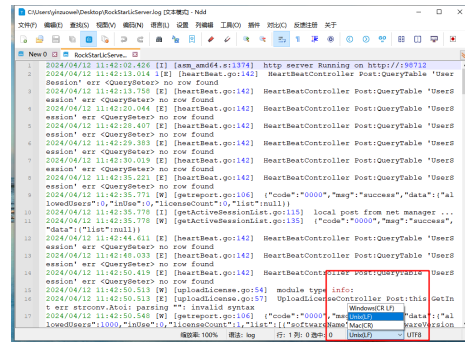 C:\Users\yinzuowei\Desktop\RockStarLicServer.log [文本模式] - Ndd
文件(F) 编辑(E) 查找(S) 视图(V) 编码(N) 语言(L) 设置 列编辑 工具(O) 插件 对比(C) 反馈注册 关于
New 0 RockStarLicServe...
1 2024/04/12 11:42:02.426 [I] [asm_amd64.s:1374] http server Running on http://:98712
2 2024/04/12 11:42:13.014 1[E] [heartBeat.go:142] HeartBeatController Post:QueryTable 'User
Session' err <QuerySeter> no row found
3 2024/04/12 11:42:13.758 [E] [heartBeat.go:142] HeartBeatController Post:QueryTable 'UserS
ession' err <QuerySeter> no row found
4 2024/04/12 11:42:20.044 [E] [heartBeat.go:142] HeartBeatController Post:QueryTable 'UserS
ession' err <QuerySeter> no row found
5 2024/04/12 11:42:28.407 [E] [heartBeat.go:142] HeartBeatController Post:QueryTable 'UserS
ession' err <QuerySeter> no row found
6 2024/04/12 11:42:29.383 [E] [heartBeat.go:142] HeartBeatController Post:QueryTable 'UserS
ession' err <QuerySeter> no row found
7 2024/04/12 11:42:30.019 [E] [heartBeat.go:142] HeartBeatController Post:QueryTable 'UserS
ession' err <QuerySeter> no row found
8 2024/04/12 11:42:35.221 [E] [heartBeat.go:142] HeartBeatController Post:QueryTable 'UserS
ession' err <QuerySeter> no row found
9 2024/04/12 11:42:35.771 [W] [getreport.go:106] {"code":"0000","msg":"success","data":{"al
lowedUsers":0,"inUse":0,"licenseCount":0,"list":null}}
10 2024/04/12 11:42:35.778 [I] [getActiveSessionList.go:115] local post from net manager ...
11 2024/04/12 11:42:35.778 [W] [getActiveSessionList.go:135] {"code":"0000","msg":"success",
"data":{"list":null}}
12 2024/04/12 11:42:44.611 [E] [heartBeat.go:142] HeartBeatController Post:QueryTable 'UserS
ession' err <QuerySeter> no row found
13 2024/04/12 11:42:48.033 [E] [heartBeat.go:142] HeartBeatController Post:QueryTable 'UserS
ession' err <QuerySeter> no row found
14 2024/04/12 11:42:50.419 [E] [heartBeat.go:142] HeartBeatController Post:QueryTable 'UserS
ession' err <QuerySeter> no row found
15 2024/04/12 11:42:50.513 [W] [uploadLicense.go:54] module type info:
16 2024/04/12 11:42:50.513 [E] [uploadLicense.go:57] UploadLicenseController Post:this.GetIn
t err strconv.Atoi: parsing "": invalid syntax
17 2024/04/12 11:42:50.548 [W] [getreport.go:106] {"code":"0000","ms
lowedUsers":1000,"inUse":0,"licenseCount":1,"list":[{"softwareName
Windows(CR LF)
Unix(LF)
Mac(CR)
缩放率: 100% 语法: log 行: 1 列: 0 选中: 0 Unix(LF) UTF8